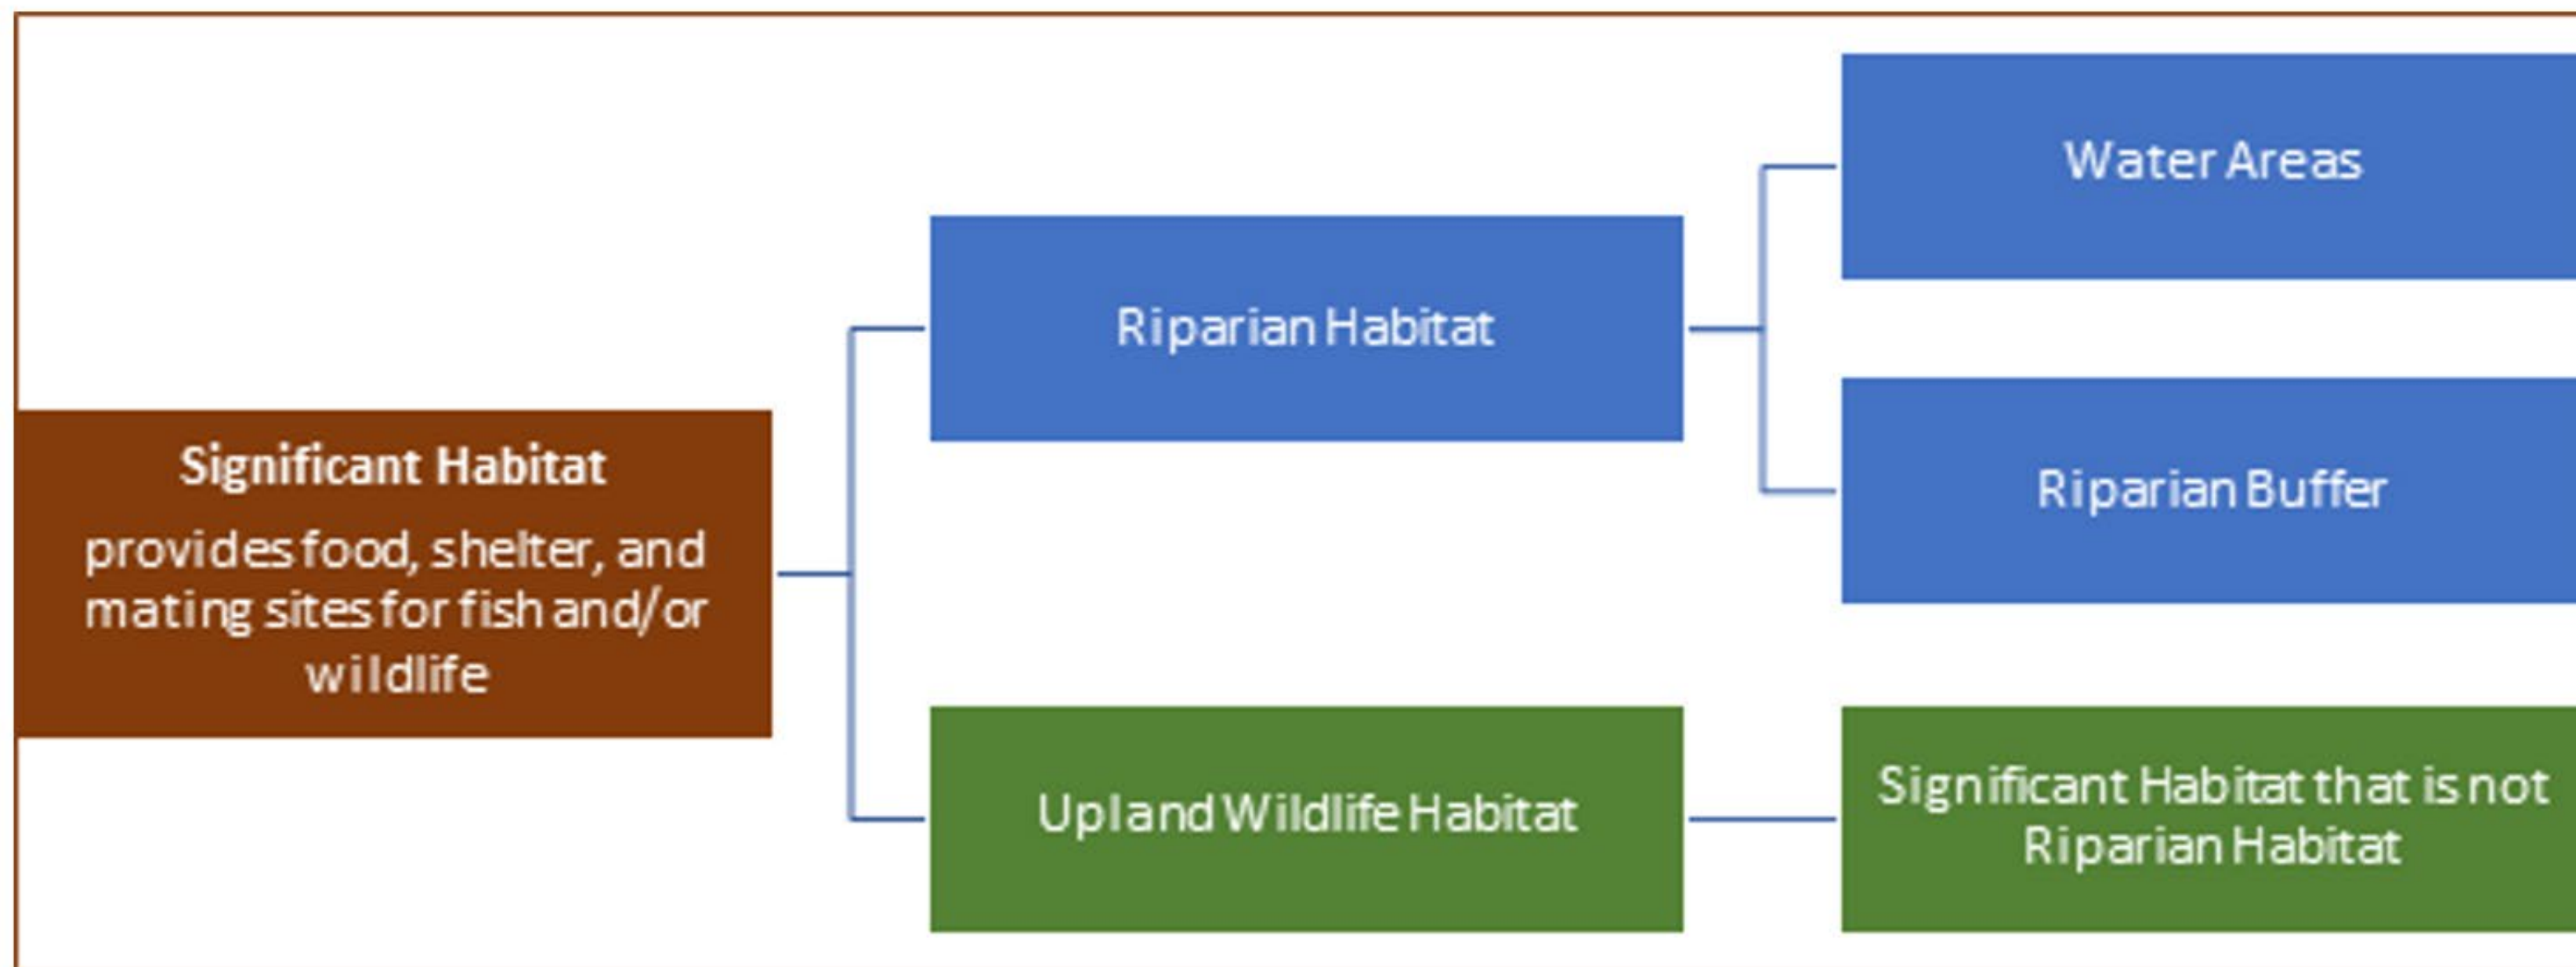 Significant Habitat
provides food, shelter, and
mating sites for fish and/or
wildlife
Riparian Habitat
Upland Wildlife Habitat
Water Areas
Riparian Buffer
Significant Habitat that is not
Riparian Habitat